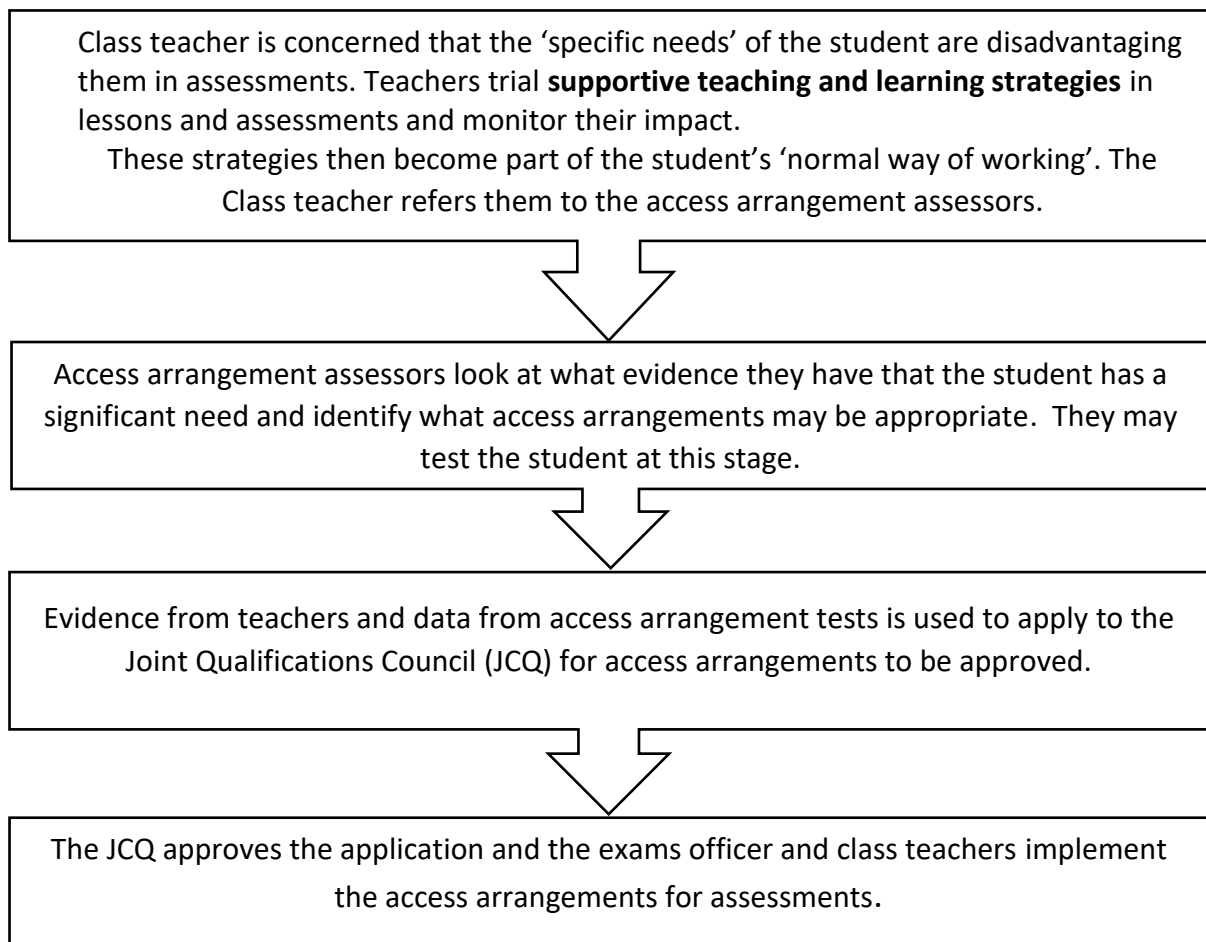 Class teacher is concerned that the ‘specific needs’ of the student are disadvantaging
them in assessments. Teachers trial supportive teaching and learning strategies in
lessons and assessments and monitor their impact.
These strategies then become part of the student’s ‘normal way of working’. The
Class teacher refers them to the access arrangement assessors.
Access arrangement assessors look at what evidence they have that the student has a
significant need and identify what access arrangements may be appropriate.  They may
test the student at this stage.
Evidence from teachers and data from access arrangement tests is used to apply to the
Joint Qualifications Council (JCQ) for access arrangements to be approved.
The JCQ approves the application and the exams officer and class teachers implement
the access arrangements for assessments.